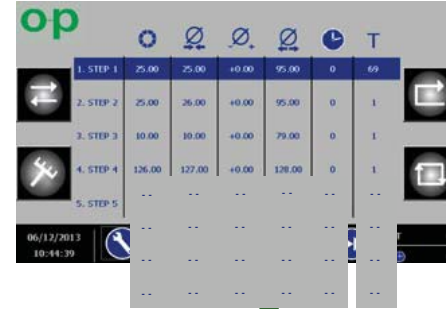 op
T
1. STEP 1 25.00 25.00 +0.00 95.00 0 69
2. STEP 2 25.00 26.00 +0.00 95.00 0 1
3. STEP 3 10.00 10.00 +0.00 79.00 0 1
4. STEP 4 126.00 127.00 +0.00 128.00 0 1
-- -- -- -- -- --
5. STEP 5
06/12/2013 -- -- -- -- -- -- T
10:44:39 -- -- -- -- -- --
-- -- -- -- -- --